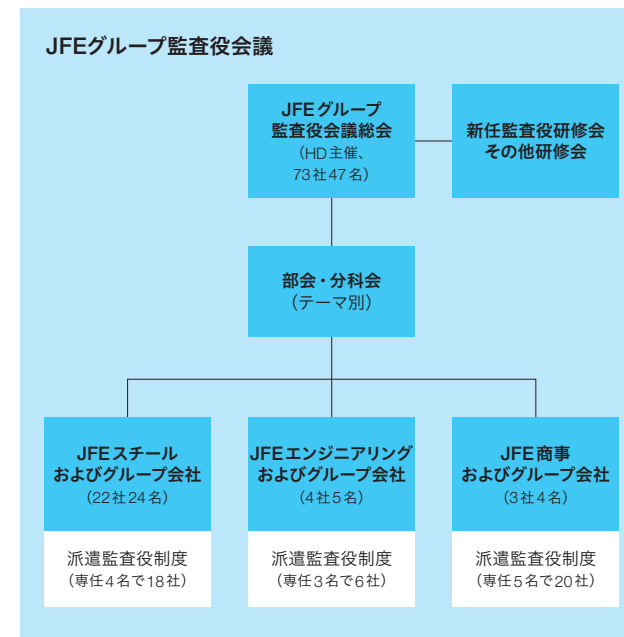 JFEグループ監査役会議
JFEグループ
監査役会議総会
（HD主催、
73社47名）
新任監査役研修会
その他研修会
部会・分科会
（テーマ別）
JFEスチール
およびグループ会社
（22社24名）
派遣監査役制度
（専任4名で18社）
JFEエンジニアリング
およびグループ会社
（4社5名）
派遣監査役制度
（専任3名で6社）
JFE商事
およびグループ会社
（3社4名）
派遣監査役制度
（専任5名で20社）